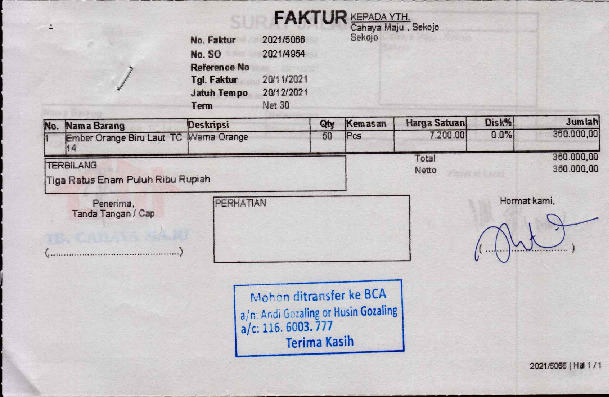 FAKTUR
KEPADA YTH.
Cahaya Maju , Sekojo
Sekojo
No. Faktur 2021/5066
No. SO 2021/4954
Reference No
Tgl. Faktur 20/11/2021
Jatuh Tempo 20/12/2021
Term Net 30
No. Nama Barang Deskripsi Qty Kemasan Harga Satuan Disk% Jumlah
1 Ember Orange Biru Laut TC Warna Orange 50 Pcs 7.200,00 0.0% 360.000,00
14
TERBILANG
Tiga Ratus Enam Puluh Ribu Rupiah
Total 360.000,00
Netto 360.000,00
Penerima,
Tanda Tangan / Cap
PERHATIAN
Hormat kami,
TB. CAHAYA MAJU
(..............................................)
(.............................)
Mohon ditransfer ke BCA
a/n: Andi Gozaling or Husin Gozaling
a/c: 116. 6003. 777
Terima Kasih
2021/5066 | Hal 1 / 1